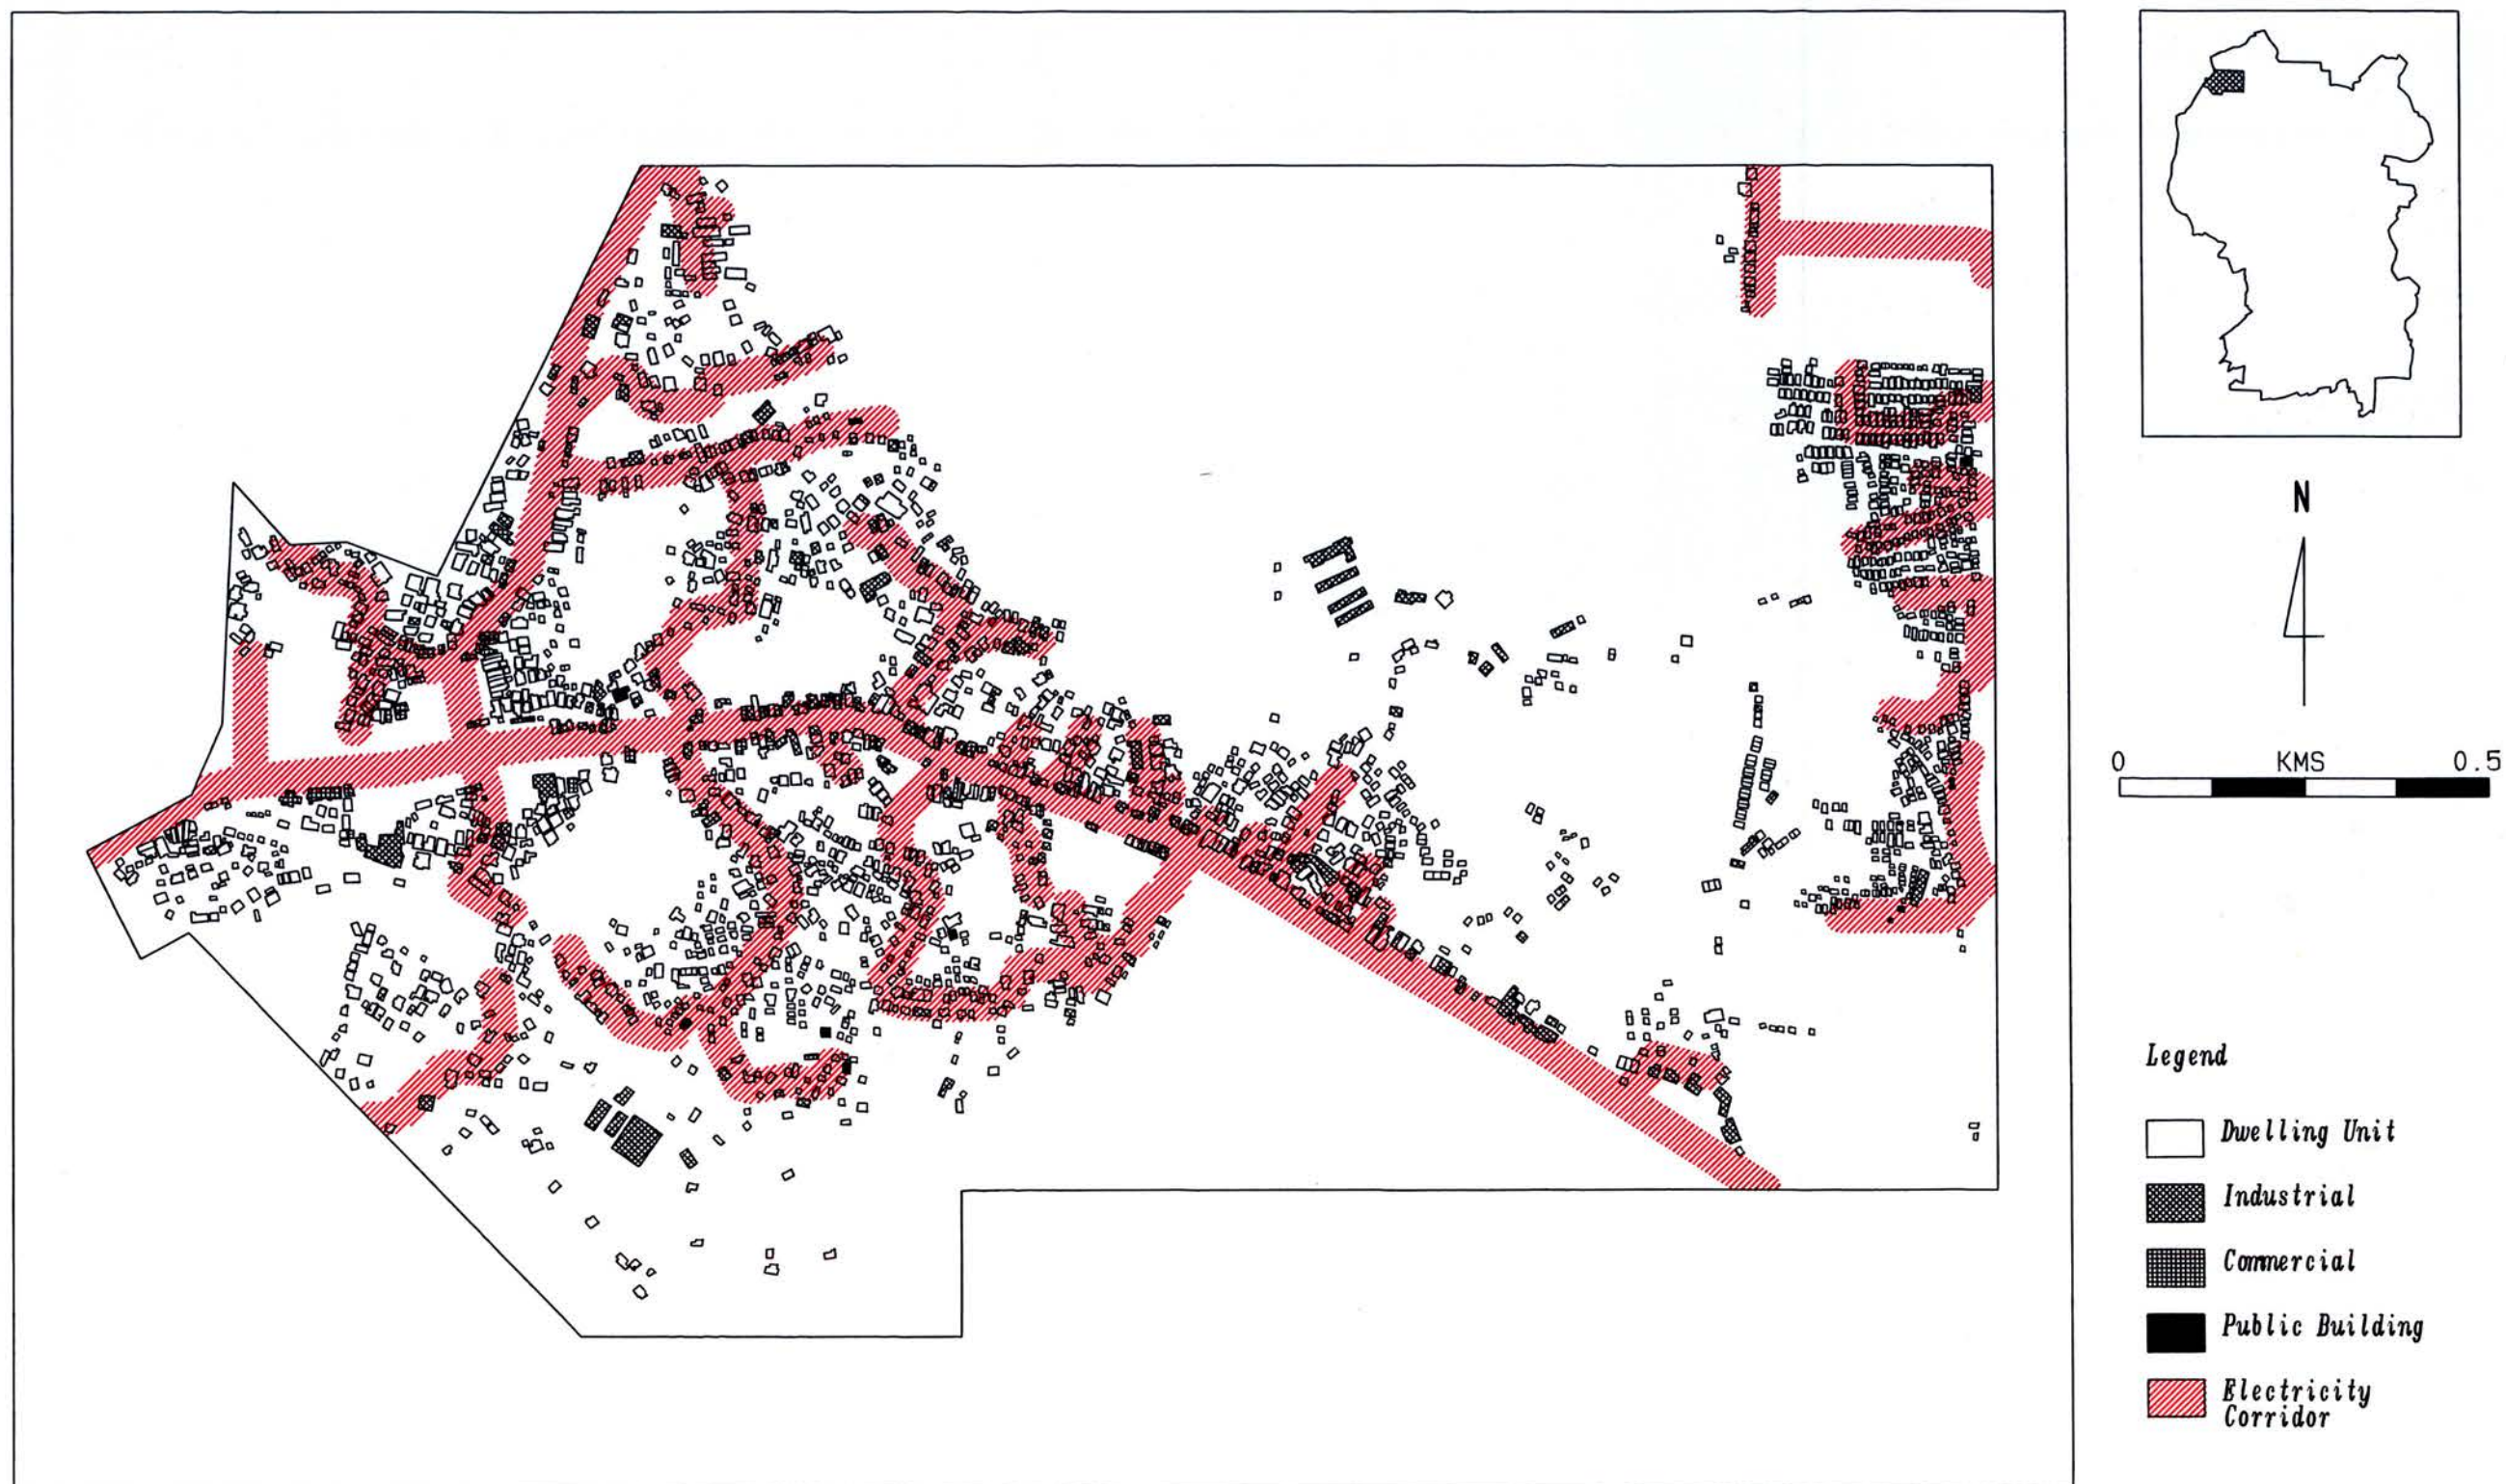 N
0 KMS 0.5
Legend
Dwelling Unit
Industrial
Commercial
Public Building
Electricity
Corridor